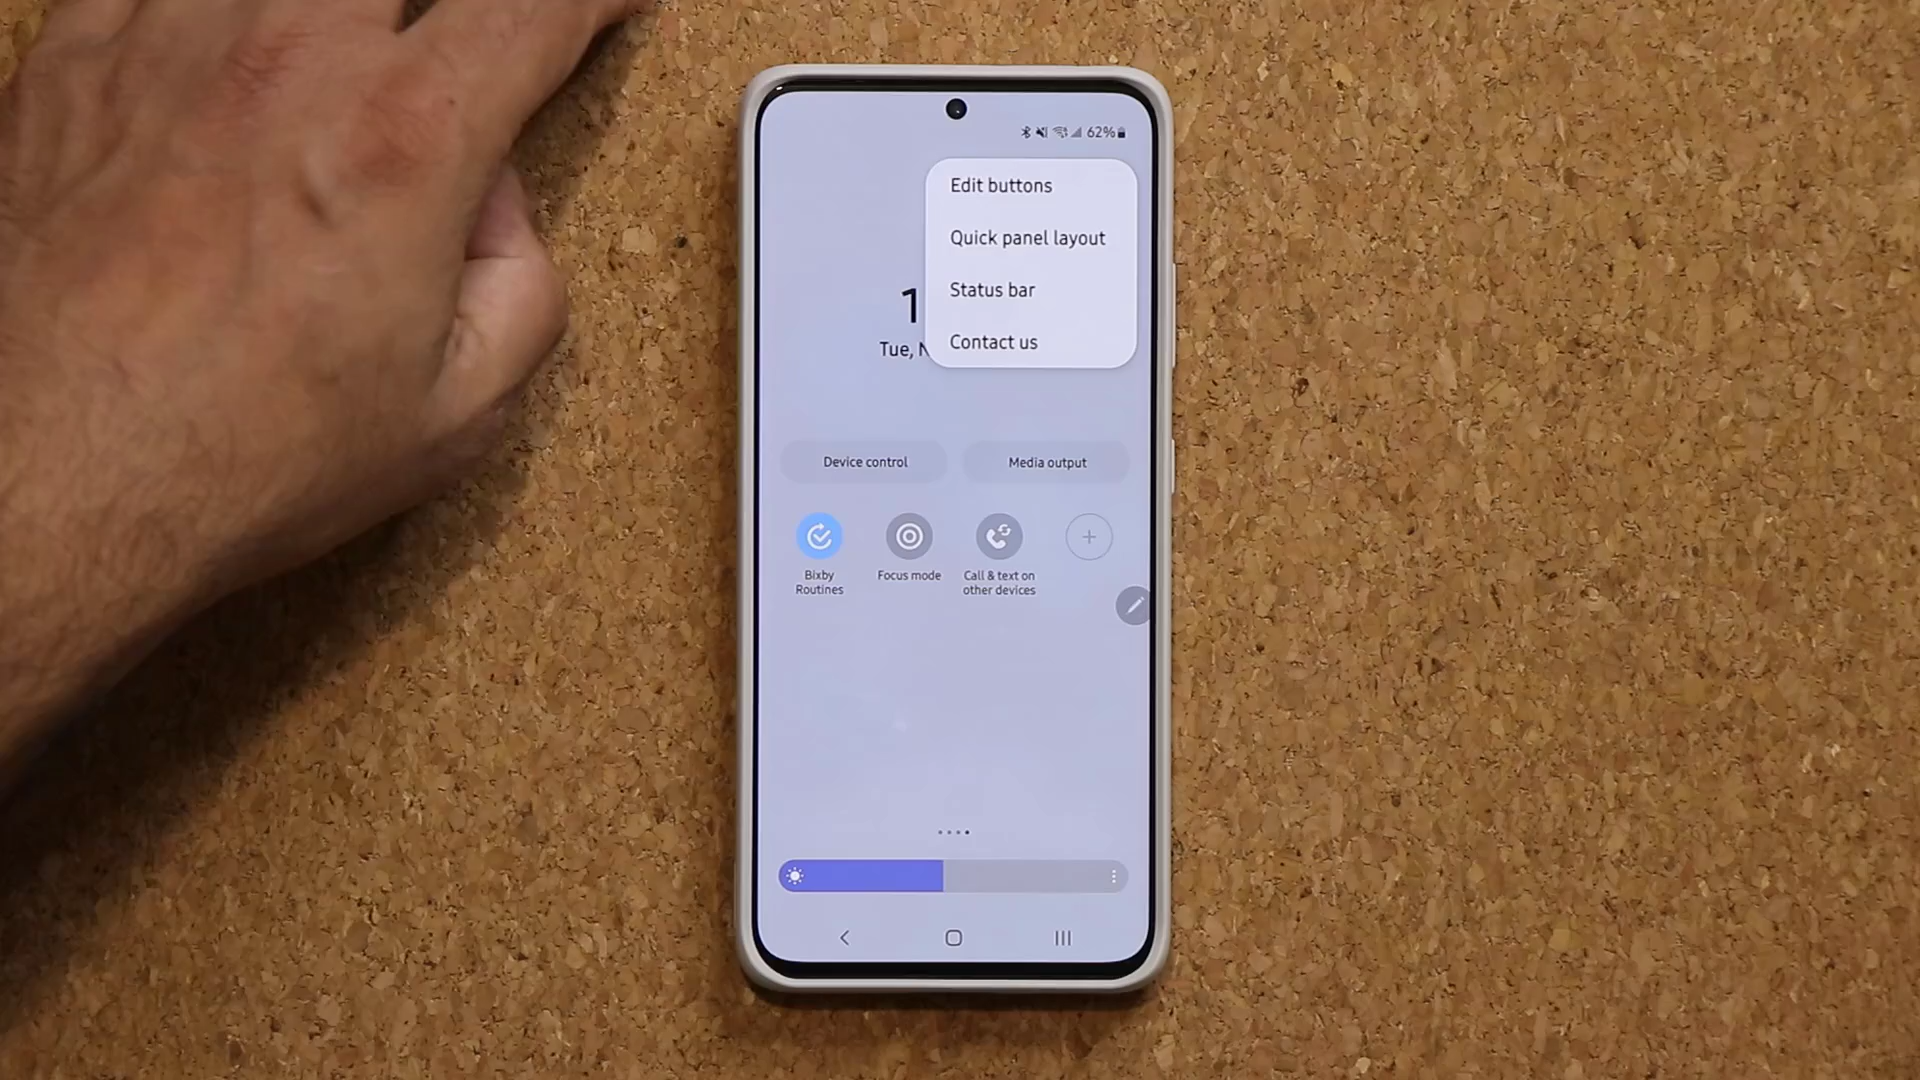 62%
Edit buttons
Quick panel layout
Status bar
Contact us
1
Tue, N
Device control
Media output
Bixby
Routines
Focus mode
Call & text on
other devices